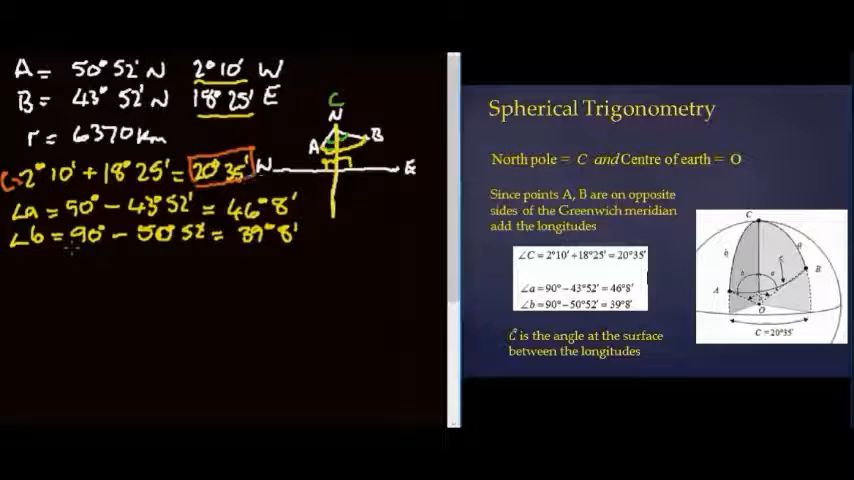 A = 50° 52' N 2° 10' W
B = 43° 52' N 18° 25' E
r = 6370 km
C= 2° 10' + 18° 25' = 20° 35'
∠a = 90° - 43° 52' = 46° 8'
∠b = 90° - 50° 52' = 39° 8'
C
N
A
B
W
E
Spherical Trigonometry
North pole = C and Centre of earth = O
Since points A, B are on opposite
sides of the Greenwich meridian
add the longitudes
∠C = 2°10' +18°25' = 20°35'
∠a = 90° − 43°52' = 46°8'
∠b = 90° − 50°52' = 39°8'
Ĉ is the angle at the surface
between the longitudes
C
b
a
c
B
A
b
a
O
C = 20°35'